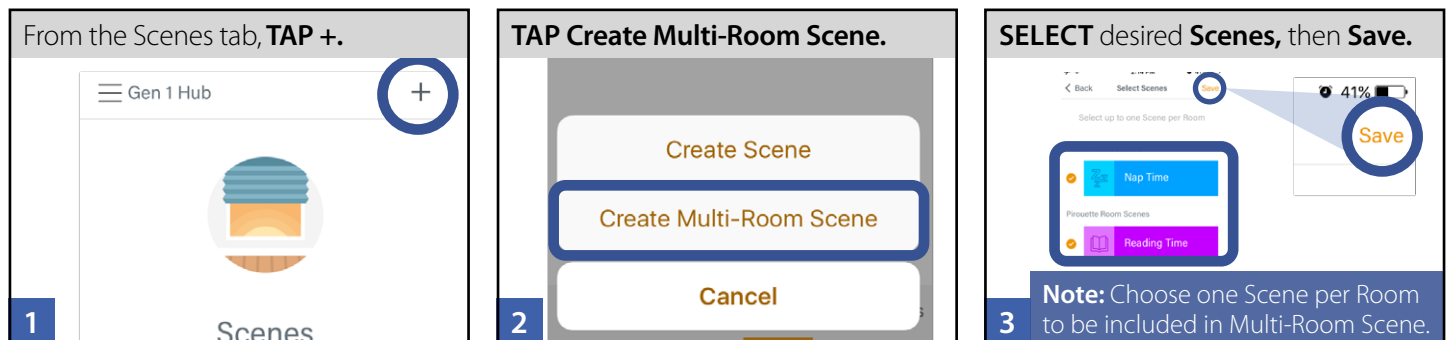 From the Scenes tab, TAP +.
Gen 1 Hub
+
Scenes
1
TAP Create Multi-Room Scene.
Create Scene
Create Multi-Room Scene
Cancel
2
SELECT desired Scenes, then Save.
Back Select Scenes Save
Select up to one Scene per Room
41%
Save
Nap Time
Pirouette Room Scenes
Reading Time
Note: Choose one Scene per Room
3 to be included in Multi-Room Scene.